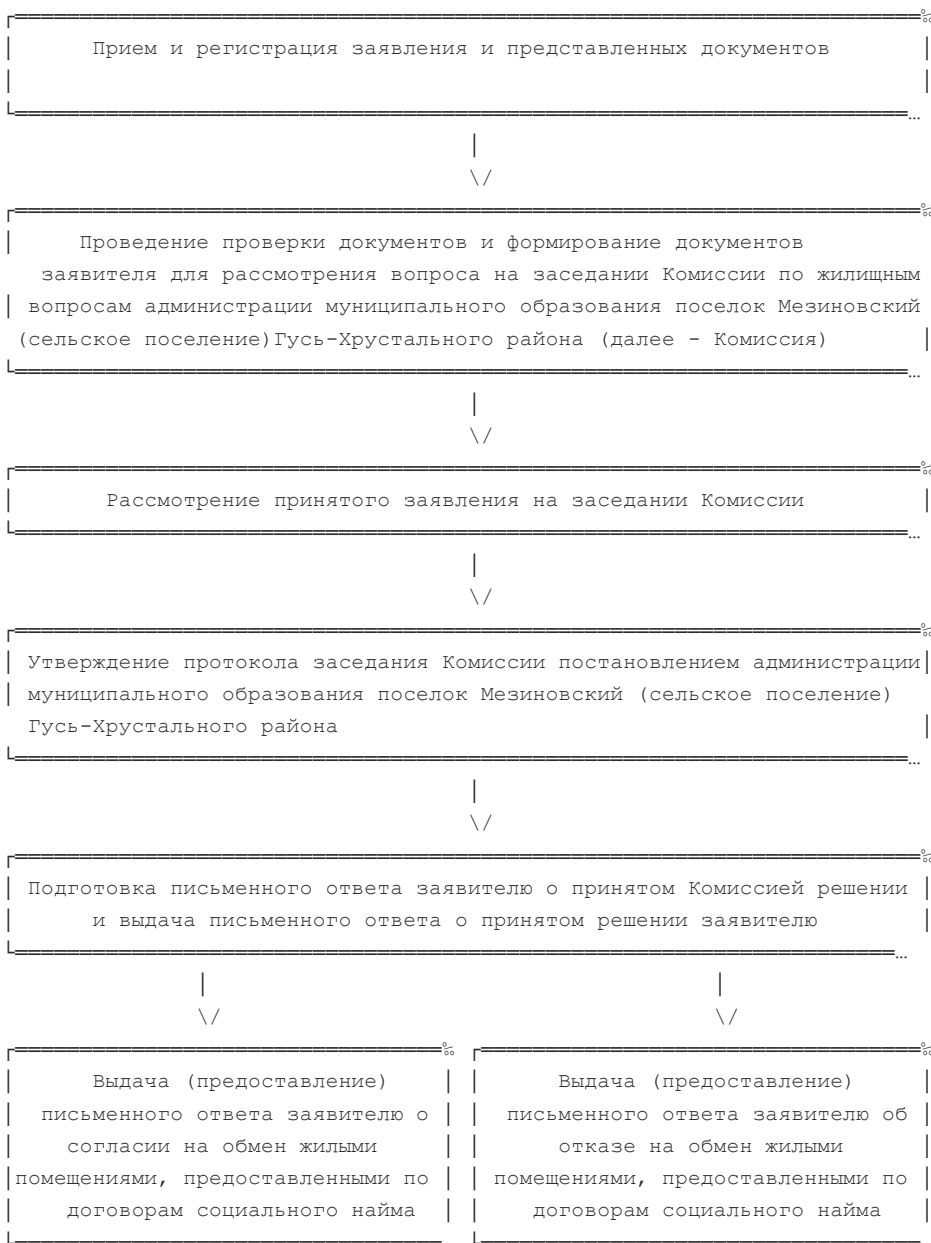 Прием и регистрация заявления и представленных документов
Проведение проверки документов и формирование документов
заявителя для рассмотрения вопроса на заседании Комиссии по жилищным
вопросам администрации муниципального образования поселок Мезиновский
(сельское поселение)Гусь-Хрустального района (далее - Комиссия)
Рассмотрение принятого заявления на заседании Комиссии
Утверждение протокола заседания Комиссии постановлением администрации
муниципального образования поселок Мезиновский (сельское поселение)
Гусь-Хрустального района
Подготовка письменного ответа заявителю о принятом Комиссией решении
и выдача письменного ответа о принятом решении заявителю
Выдача (предоставление)
письменного ответа заявителю о
согласии на обмен жилыми
помещениями, предоставленными по
договорам социального найма
Выдача (предоставление)
письменного ответа заявителю об
отказе на обмен жилыми
помещениями, предоставленными по
договорам социального найма